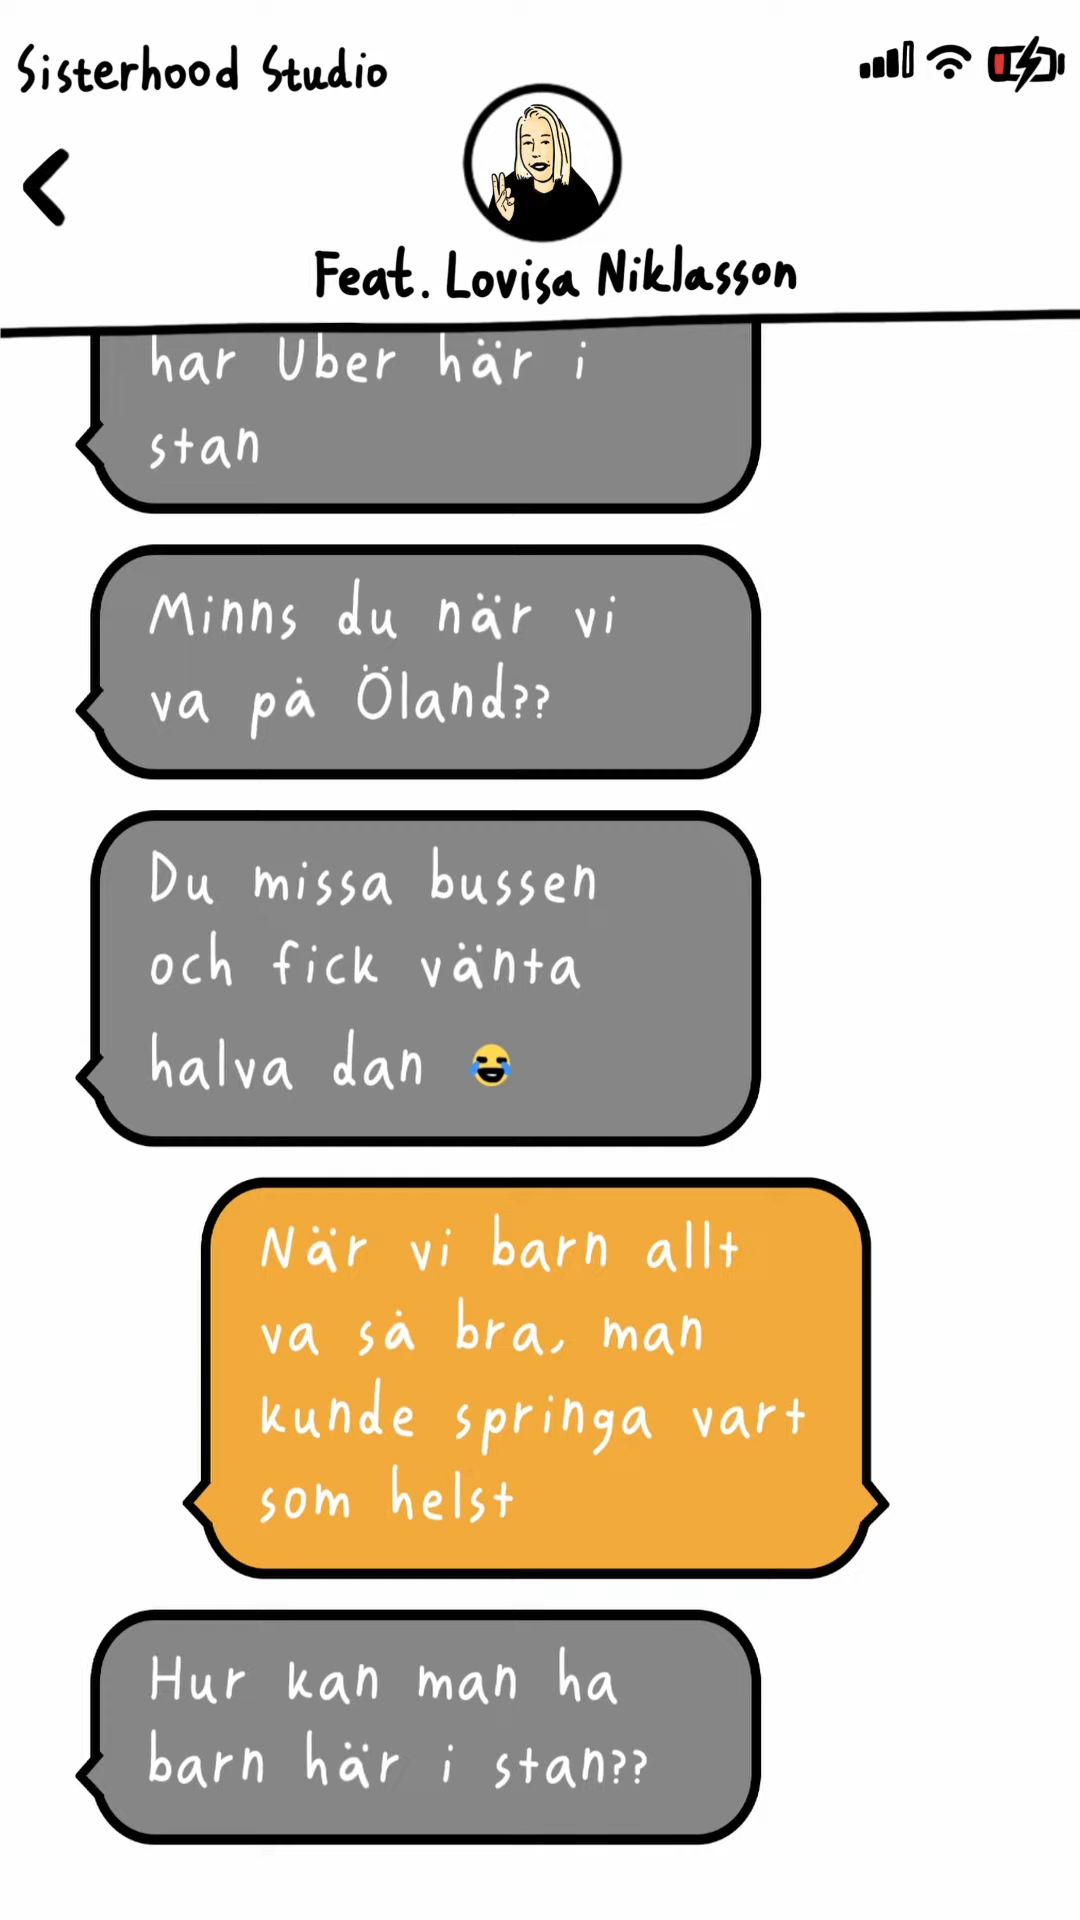 Sisterhood Studio
Feat. Lovisa Niklasson
har Uber här i
stan
Minns du när vi
va på Öland??
Du missa bussen
och fick vänta
halva dan 😂
När vi barn allt
va så bra, man
kunde springa vart
som helst
Hur kan man ha
barn här i stan??